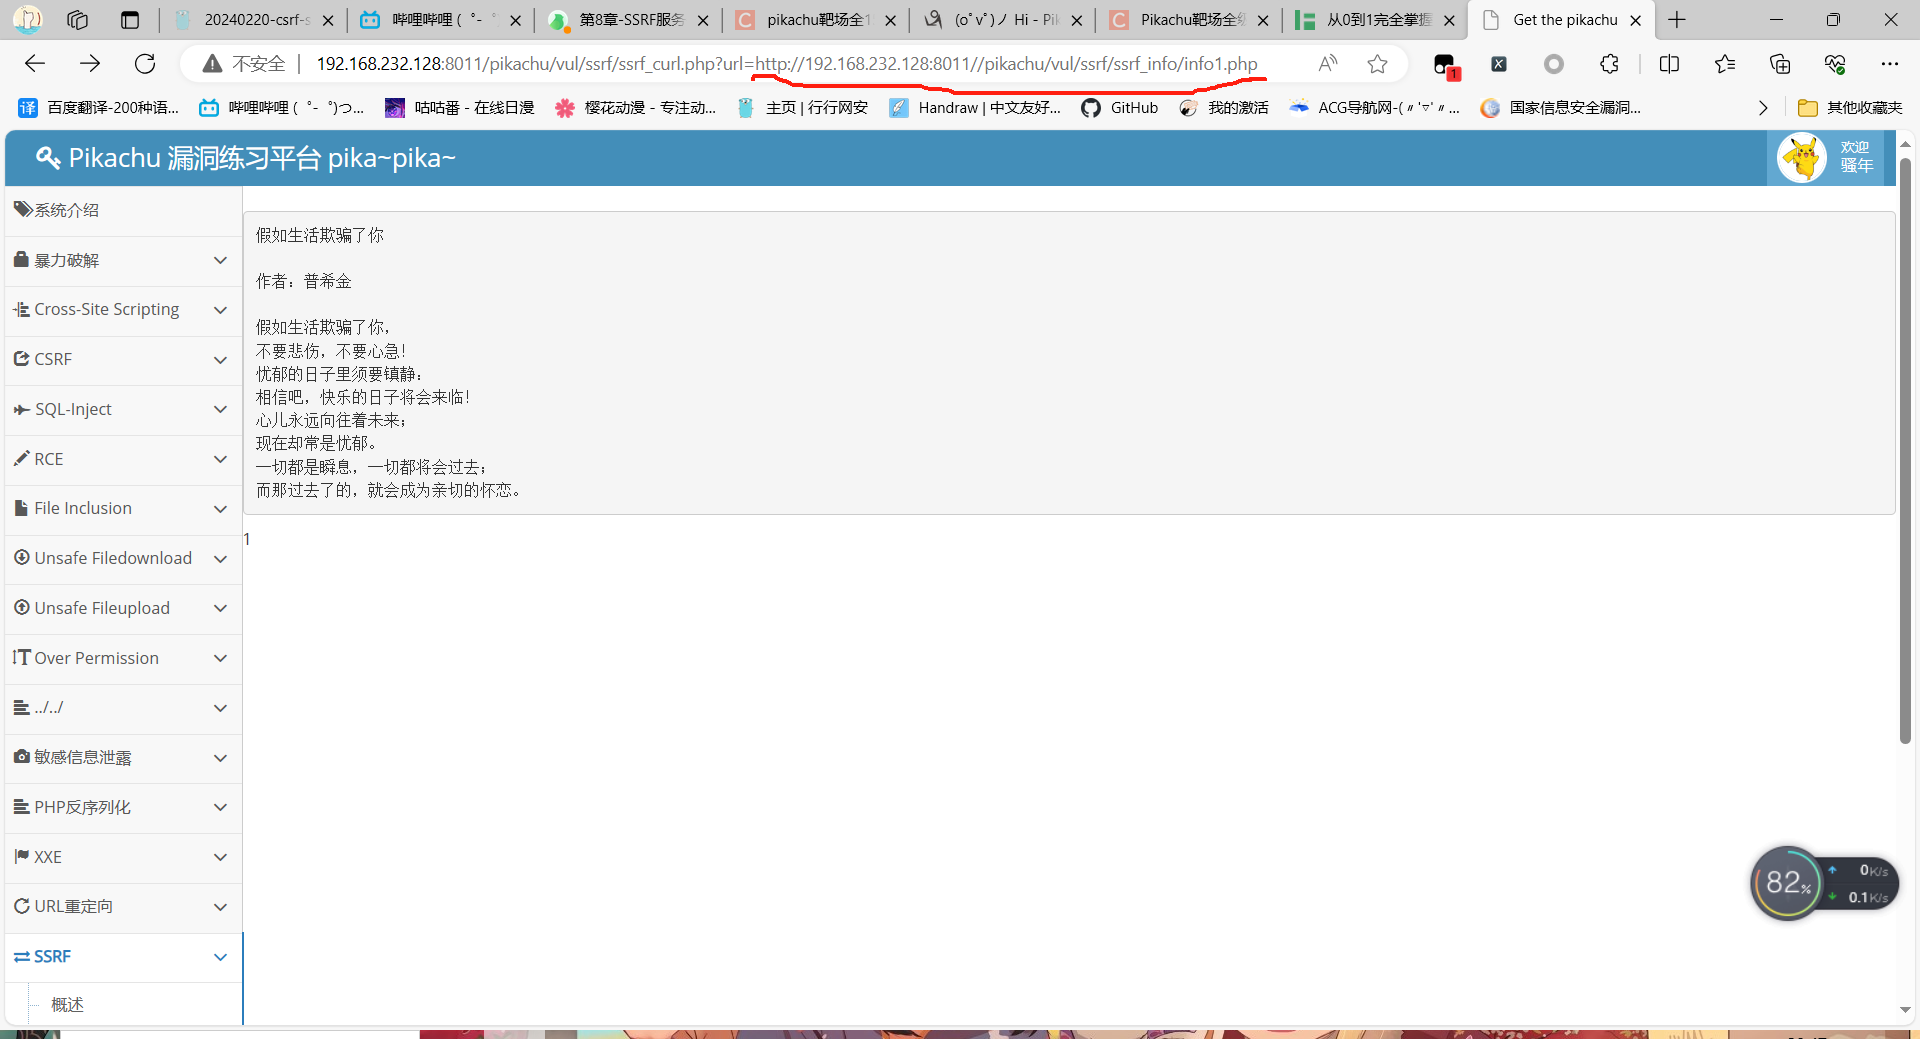 20240220-csrf-s
哔哩哔哩 (゜-゜
第8章-SSRF服务
pikachu靶场全1
(oﾟvﾟ)ノ Hi - Pik
Pikachu靶场全
从0到1完全掌握
Get the pikachu
不安全 | 192.168.232.128:8011/pikachu/vul/ssrf/ssrf_curl.php?url=http://192.168.232.128:8011//pikachu/vul/ssrf/ssrf_info/info1.php
1
译 百度翻译-200种语...
哔哩哔哩 (゜-゜)つ...
咕咕番 - 在线日漫
樱花动漫 - 专注动...
主页 | 行行网安
Handraw | 中文友好...
GitHub
我的激活
ACG导航网-(〃'▽'〃...
国家信息安全漏洞...
其他收藏夹
Pikachu 漏洞练习平台 pika~pika~
欢迎
骚年
系统介绍
暴力破解
Cross-Site Scripting
CSRF
SQL-Inject
RCE
File Inclusion
Unsafe Filedownload
Unsafe Fileupload
Over Permission
../../
敏感信息泄露
PHP反序列化
XXE
URL重定向
SSRF
概述
假如生活欺骗了你
作者：普希金
假如生活欺骗了你，
不要悲伤，不要心急！
忧郁的日子里须要镇静：
相信吧，快乐的日子将会来临！
心儿永远向往着未来；
现在却常是忧郁。
一切都是瞬息，一切都将会过去；
而那过去了的，就会成为亲切的怀恋。
1
82%
0K/s
0.1K/s